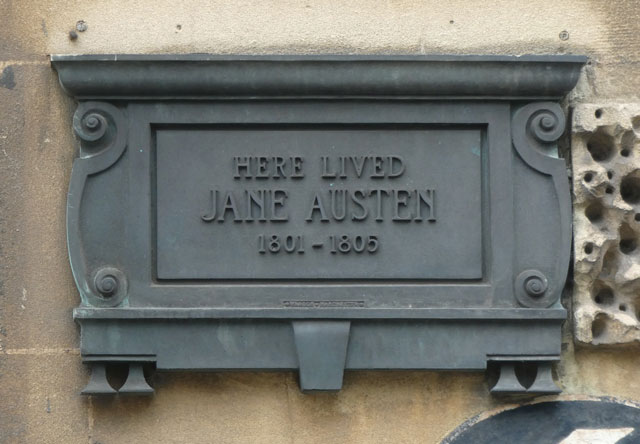 HERE LIVED
JANE AUSTEN
1801 – 1805